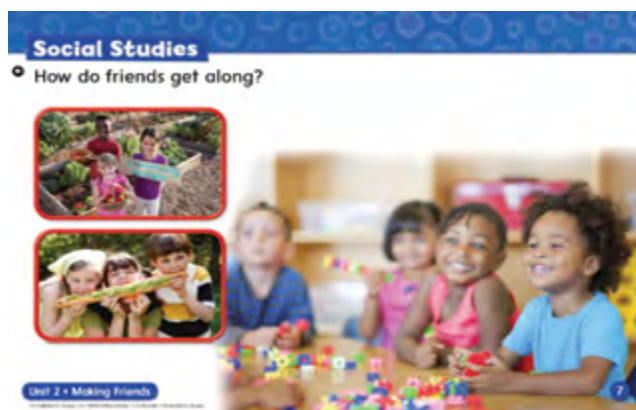 Social Studies
How do friends get along?
Unit 2 • Making Friends
7